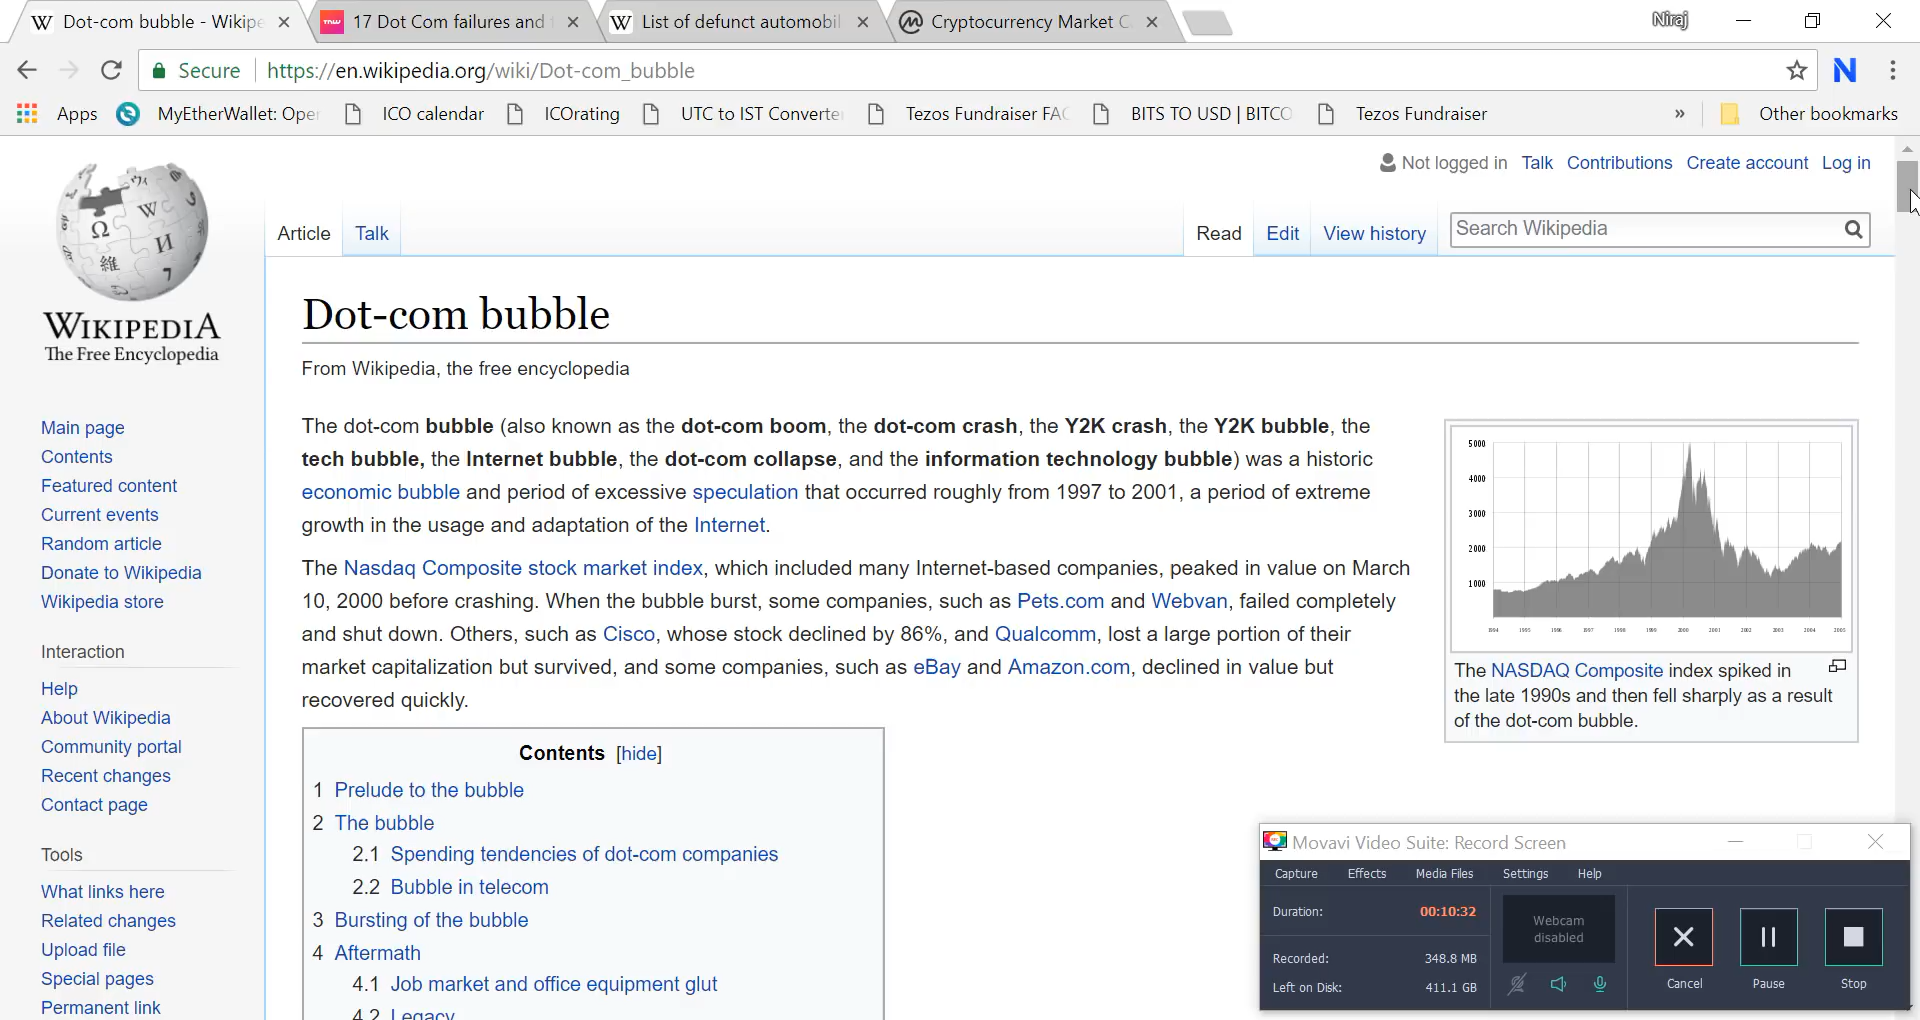 Dot-com bubble - Wikipe
17 Dot Com failures and
List of defunct automobil
Cryptocurrency Market C
Niraj
Secure
https://en.wikipedia.org/wiki/Dot-com_bubble
N
Apps
MyEtherWallet: Ope
ICO calendar
ICOrating
UTC to IST Converte
Tezos Fundraiser FA
BITS TO USD | BITCO
Tezos Fundraiser
»
Other bookmarks
Not logged in Talk Contributions Create account Log in
Article Talk
Read Edit View history
Search Wikipedia
WIKIPEDIA
The Free Encyclopedia
Main page
Contents
Featured content
Current events
Random article
Donate to Wikipedia
Wikipedia store
Interaction
Help
About Wikipedia
Community portal
Recent changes
Contact page
Tools
What links here
Related changes
Upload file
Special pages
Permanent link
Dot-com bubble
From Wikipedia, the free encyclopedia
The dot-com bubble (also known as the dot-com boom, the dot-com crash, the Y2K crash, the Y2K bubble, the
tech bubble, the Internet bubble, the dot-com collapse, and the information technology bubble) was a historic
economic bubble and period of excessive speculation that occurred roughly from 1997 to 2001, a period of extreme
growth in the usage and adaptation of the Internet.
The Nasdaq Composite stock market index, which included many Internet-based companies, peaked in value on March
10, 2000 before crashing. When the bubble burst, some companies, such as Pets.com and Webvan, failed completely
and shut down. Others, such as Cisco, whose stock declined by 86%, and Qualcomm, lost a large portion of their
market capitalization but survived, and some companies, such as eBay and Amazon.com, declined in value but
recovered quickly.
5000
4000
3000
2000
1000
1994 1995 1996 1997 1998 1999 2000 2001 2002 2003 2004 2005
The NASDAQ Composite index spiked in
the late 1990s and then fell sharply as a result
of the dot-com bubble.
Contents [hide]
1 Prelude to the bubble
2 The bubble
2.1 Spending tendencies of dot-com companies
2.2 Bubble in telecom
3 Bursting of the bubble
4 Aftermath
4.1 Job market and office equipment glut
4.2 Legacy
Movavi Video Suite: Record Screen
Capture Effects Media Files Settings Help
Duration: 00:10:32
Recorded: 348.8 MB
Left on Disk: 411.1 GB
Webcam
disabled
Cancel Pause Stop